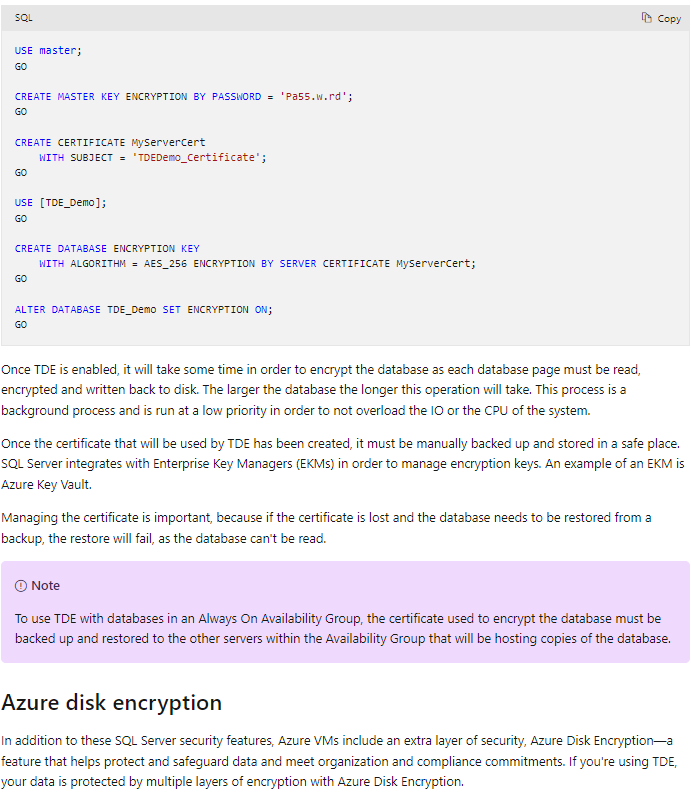 SQL
Copy
USE master;
GO
CREATE MASTER KEY ENCRYPTION BY PASSWORD = 'Pa55.w.rd';
GO
CREATE CERTIFICATE MyServerCert
WITH SUBJECT = 'TDEDemo_Certificate';
GO
USE [TDE_Demo];
GO
CREATE DATABASE ENCRYPTION KEY
WITH ALGORITHM = AES_256 ENCRYPTION BY SERVER CERTIFICATE MyServerCert;
GO
ALTER DATABASE TDE_Demo SET ENCRYPTION ON;
GO
Once TDE is enabled, it will take some time in order to encrypt the database as each database page must be read,
encrypted and written back to disk. The larger the database the longer this operation will take. This process is a
background process and is run at a low priority in order to not overload the IO or the CPU of the system.
Once the certificate that will be used by TDE has been created, it must be manually backed up and stored in a safe place.
SQL Server integrates with Enterprise Key Managers (EKMs) in order to manage encryption keys. An example of an EKM is
Azure Key Vault.
Managing the certificate is important, because if the certificate is lost and the database needs to be restored from a
backup, the restore will fail, as the database can't be read.
Note
To use TDE with databases in an Always On Availability Group, the certificate used to encrypt the database must be
backed up and restored to the other servers within the Availability Group that will be hosting copies of the database.
Azure disk encryption
In addition to these SQL Server security features, Azure VMs include an extra layer of security, Azure Disk Encryption—a
feature that helps protect and safeguard data and meet organization and compliance commitments. If you're using TDE,
your data is protected by multiple layers of encryption with Azure Disk Encryption.